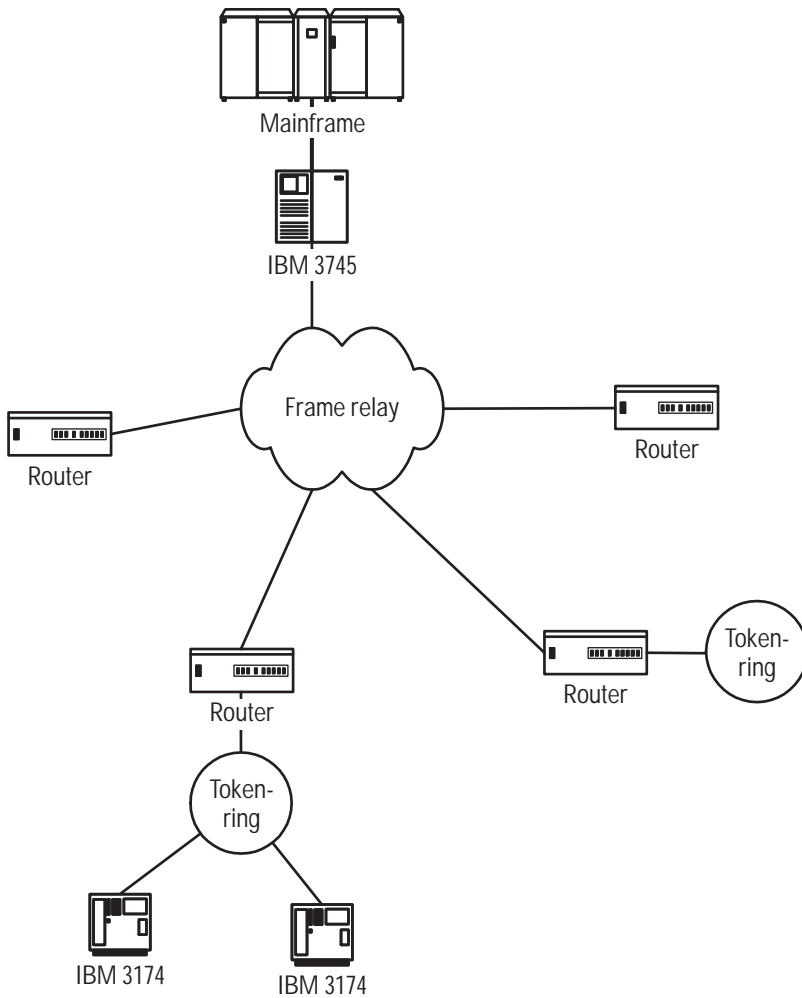 Mainframe
IBM 3745
Frame relay
Router
Router
Token-
ring
Router
Router
Token-
ring
IBM 3174
IBM 3174